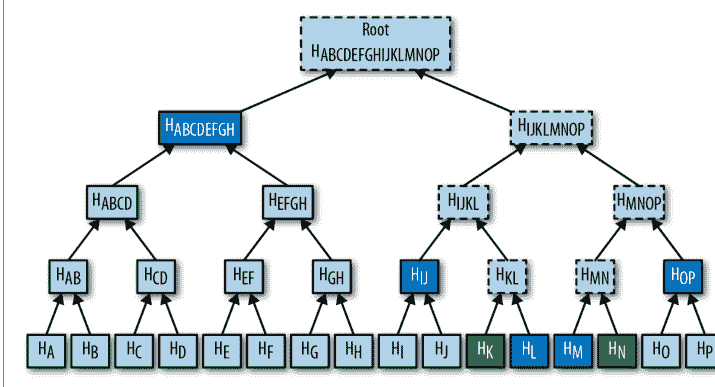 Root
HABCDEFGHIJKLMNOP
HABCDEFGH
HIJKLMNOP
HABCD
HEFGH
HIJKL
HMNOP
HAB
HCD
HEF
HGH
HIJ
HKL
HMN
HOP
HA
HB
HC
HD
HE
HF
HG
HH
HI
HJ
HK
HL
HM
HN
HO
HP